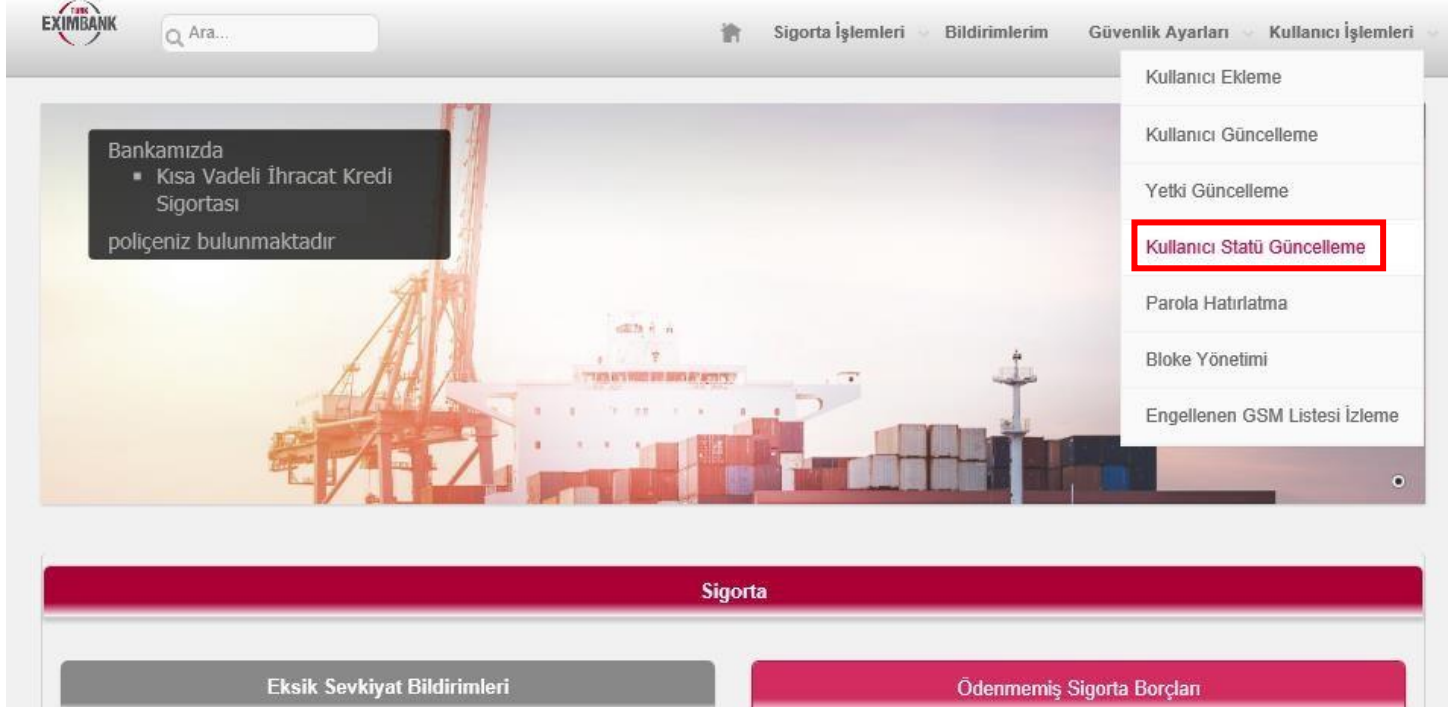 TÜRK
EXIMBANK
Ara...
Sigorta İşlemleri
Bildirimlerim
Güvenlik Ayarları
Kullanıcı İşlemleri
Kullanıcı Ekleme
Kullanıcı Güncelleme
Yetki Güncelleme
Kullanıcı Statü Güncelleme
Parola Hatırlatma
Bloke Yönetimi
Engellenen GSM Listesi İzleme
Bankamızda
▪ Kısa Vadeli İhracat Kredi
Sigortası
poliçeniz bulunmaktadır
Sigorta
Eksik Sevkiyat Bildirimleri
Ödenmemiş Sigorta Borçları